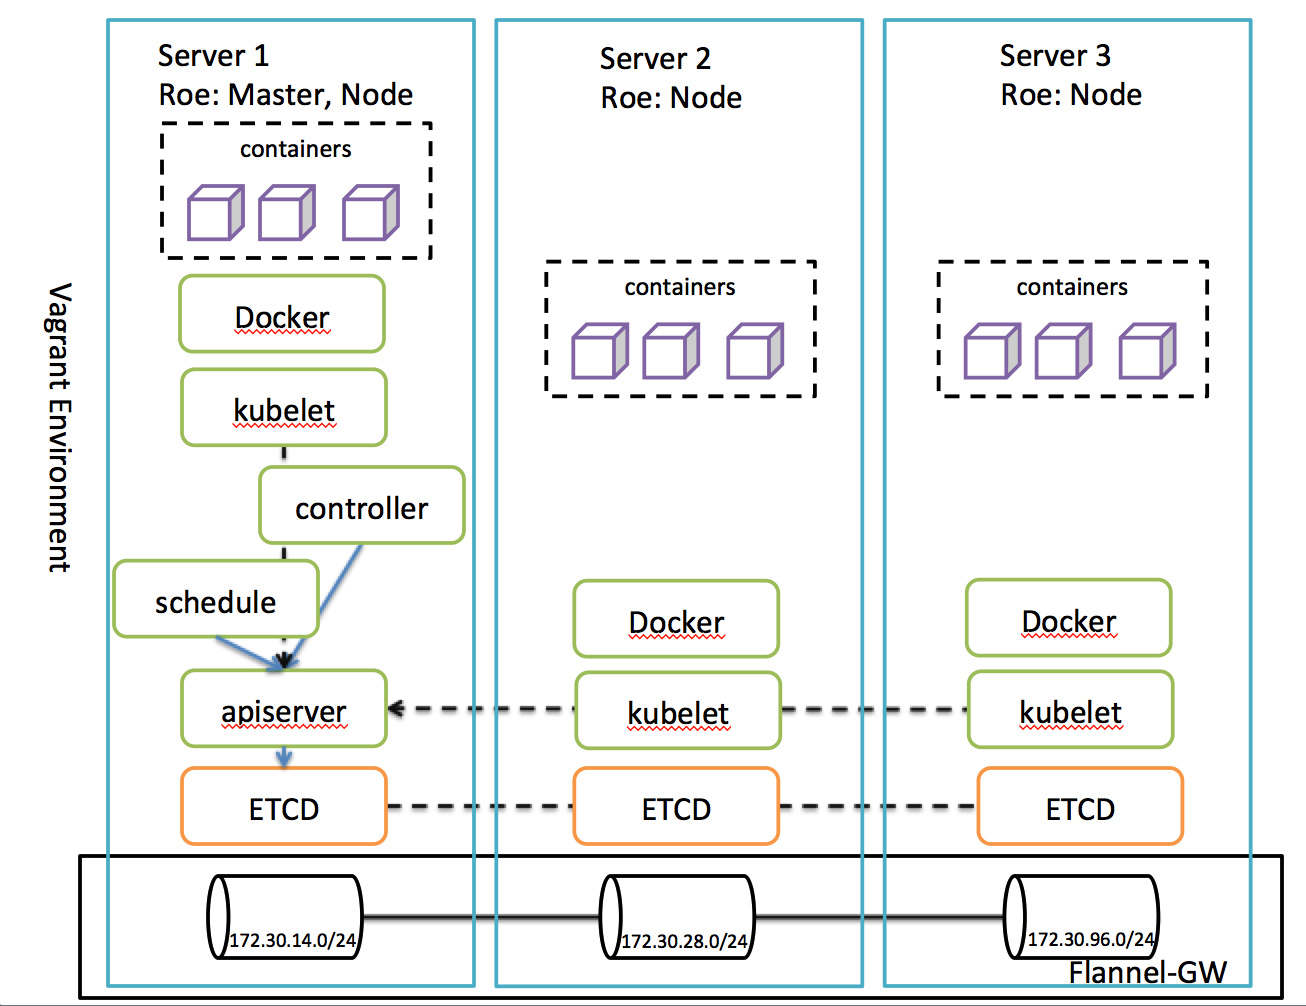 Vagrant Environment
Server 1
Roe: Master, Node
containers
Docker
kubelet
controller
schedule
apiserver
ETCD
172.30.14.0/24
Server 2
Roe: Node
containers
Docker
kubelet
ETCD
172.30.28.0/24
Server 3
Roe: Node
containers
Docker
kubelet
ETCD
172.30.96.0/24
Flannel-GW